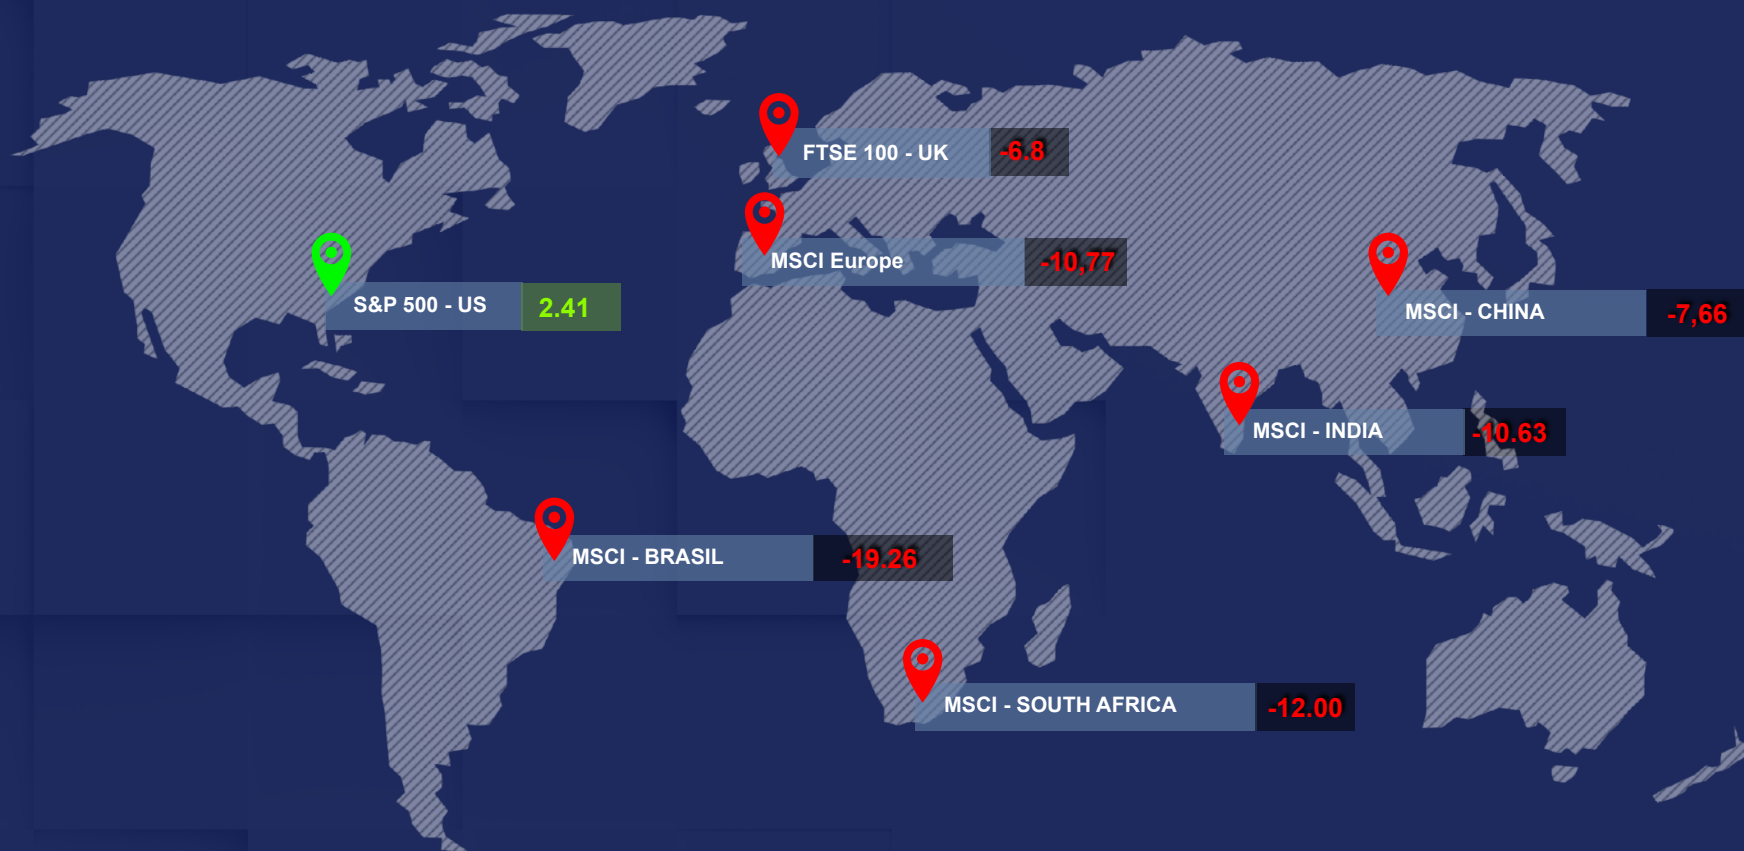 FTSE 100 - UK -6.8
MSCI Europe -10,77
S&P 500 - US 2.41
MSCI - CHINA -7,66
MSCI - INDIA -10.63
MSCI - BRASIL -19.26
MSCI - SOUTH AFRICA -12.00